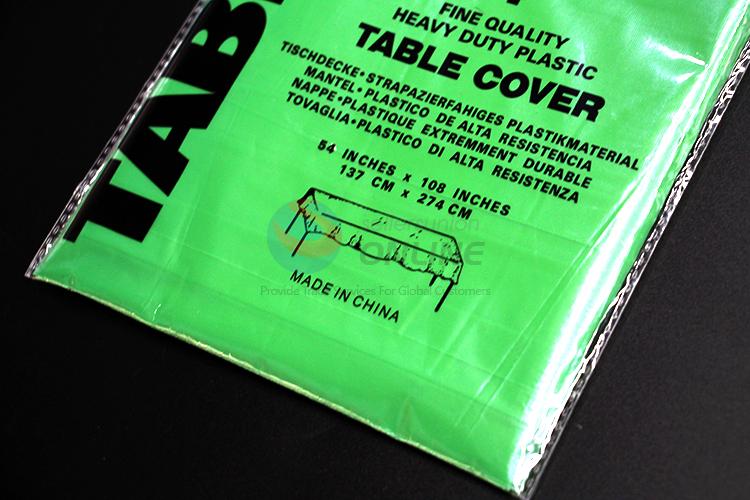 TAB
FINE QUALITY
HEAVY DUTY PLASTIC
TABLE COVER
TISCHDECKE•STRAPAZIERFAHIGES PLASTIKMATERIAL
MANTEL•PLASTICO DE ALTA RESISTENCIA
NAPPE•PLASTIQUE EXTREMMENT DURABLE
TOVAGLIA•PLASTICO DI ALTA RESISTENZA
54 INCHES x 108 INCHES
137 CM x 274 CM
sellersunion
ONLINE
Provide Trade Services For Global Customers
MADE IN CHINA